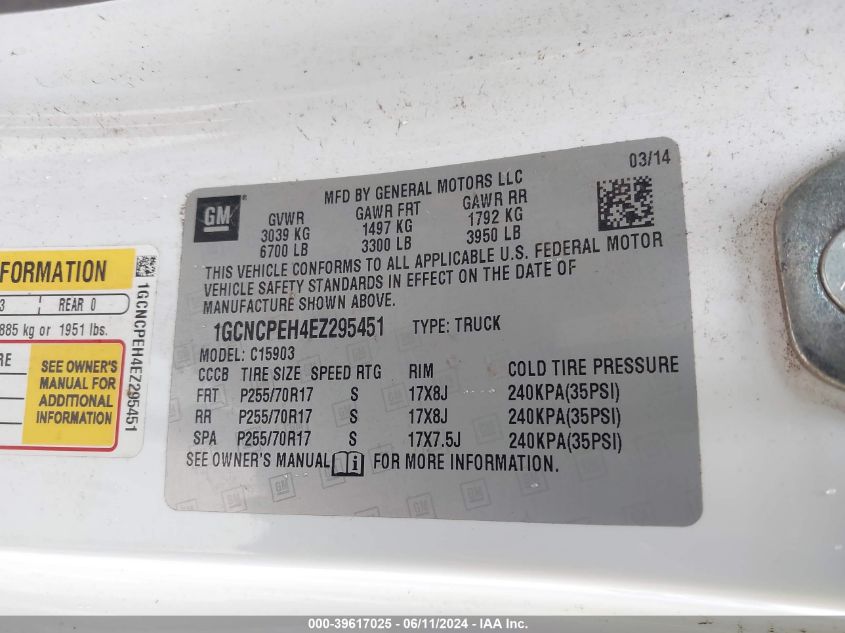 03/14
MFD BY GENERAL MOTORS LLC
GM
GVWR GAWR FRT GAWR RR
3039 KG 1497 KG 1792 KG
6700 LB 3300 LB 3950 LB
THIS VEHICLE CONFORMS TO ALL APPLICABLE U.S. FEDERAL MOTOR
VEHICLE SAFETY STANDARDS IN EFFECT ON THE DATE OF
MANUFACTURE SHOWN ABOVE.
1GCNCPEH4EZ295451 TYPE: TRUCK
MODEL: C15903
CCCB TIRE SIZE SPEED RTG RIM COLD TIRE PRESSURE
FRT P255/70R17 S 17X8J 240KPA(35PSI)
RR P255/70R17 S 17X8J 240KPA(35PSI)
SPA P255/70R17 S 17X7.5J 240KPA(35PSI)
SEE OWNER'S MANUAL i FOR MORE INFORMATION.
FORMATION
3 REAR 0
885 kg or 1951 lbs.
RE
SEE OWNER'S
MANUAL FOR
ADDITIONAL
INFORMATION
1GCNCPEH4EZ295451
000-39617025 - 06/11/2024 - IAA Inc.